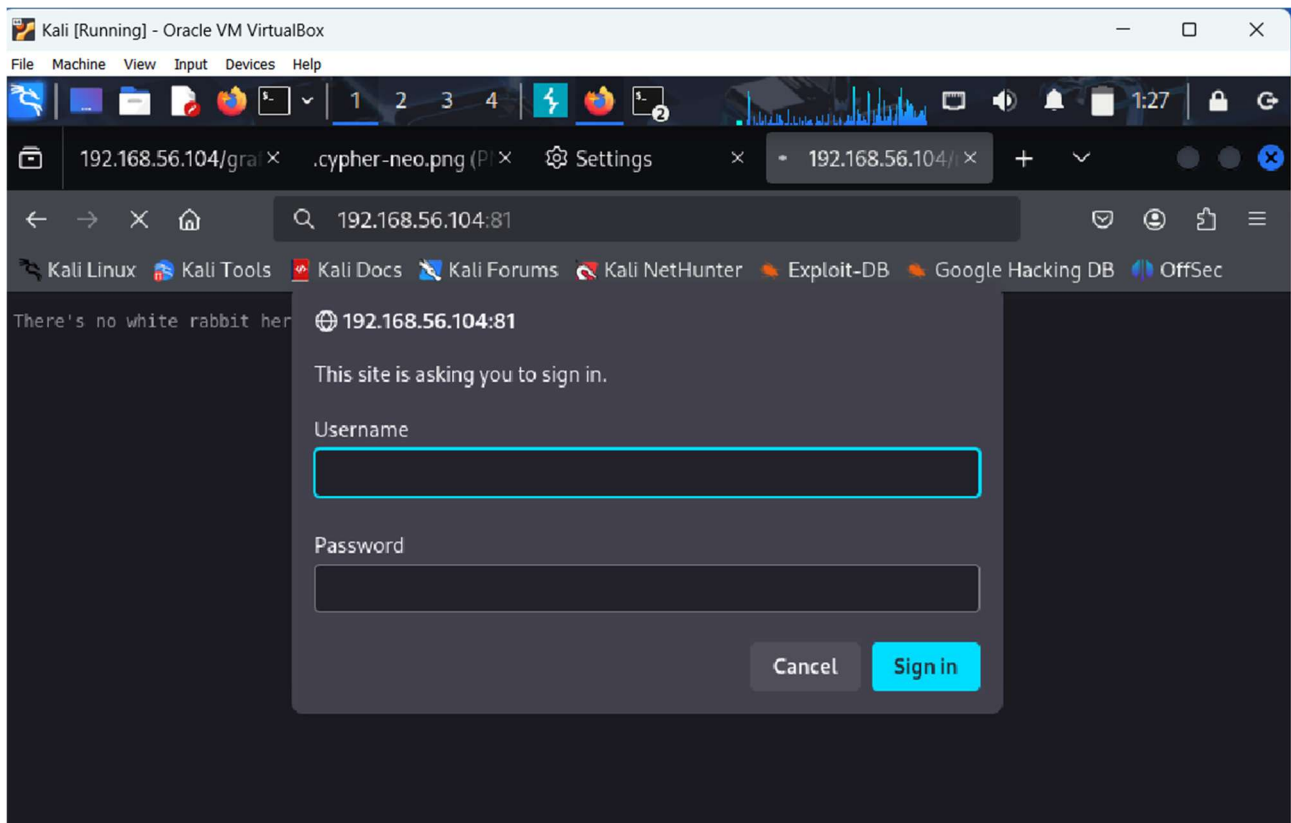 Kali [Running] - Oracle VM VirtualBox
File Machine View Input Devices Help
1 2 3 4 2 1:27
192.168.56.104/gra .cypher-neo.png (P Settings 192.168.56.104/
192.168.56.104:81
Kali Linux Kali Tools Kali Docs Kali Forums Kali NetHunter Exploit-DB Google Hacking DB OffSec
There's no white rabbit her
192.168.56.104:81
This site is asking you to sign in.
Username
Password
Cancel Sign in